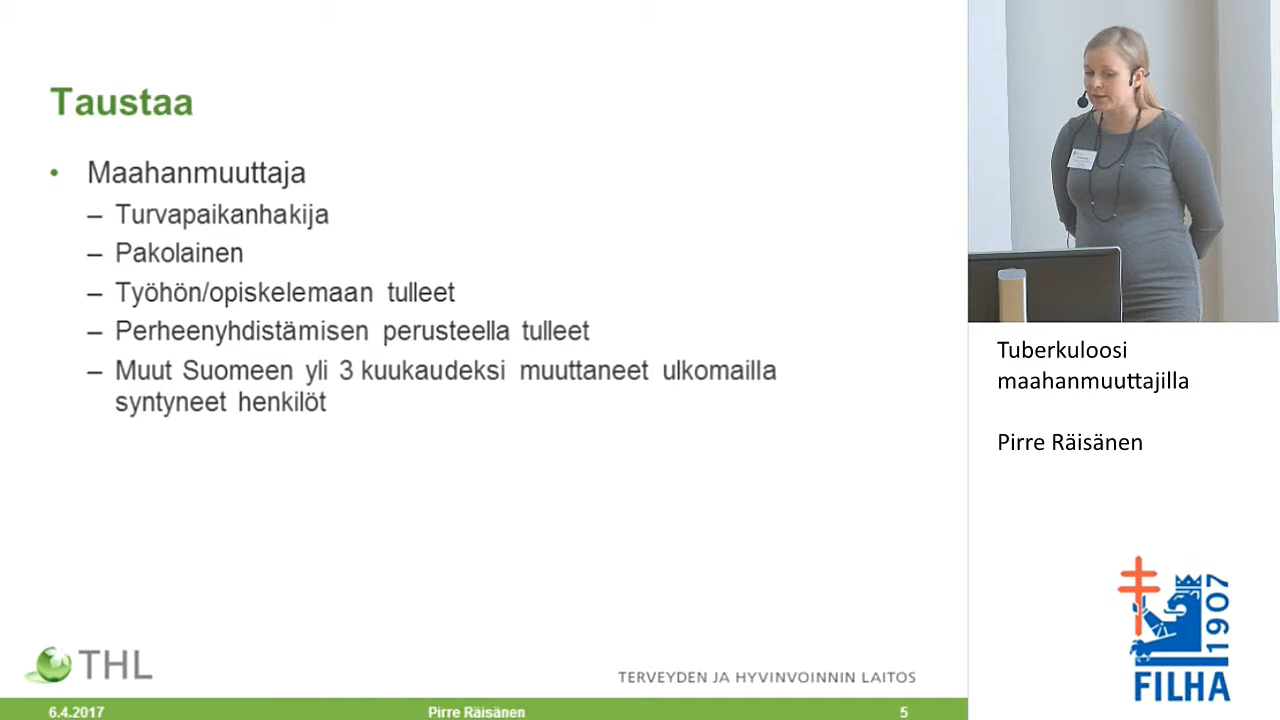 Taustaa
• Maahanmuuttaja
– Turvapaikanhakija
– Pakolainen
– Työhön/opiskelemaan tulleet
– Perheenyhdistämisen perusteella tulleet
– Muut Suomeen yli 3 kuukaudeksi muuttaneet ulkomailla
syntyneet henkilöt
THL
TERVEYDEN JA HYVINVOINNIN LAITOS
6.4.2017
Pirre Räisänen
5
Tuberkuloosi
maahanmuuttajilla
Pirre Räisänen
1907
FILHA